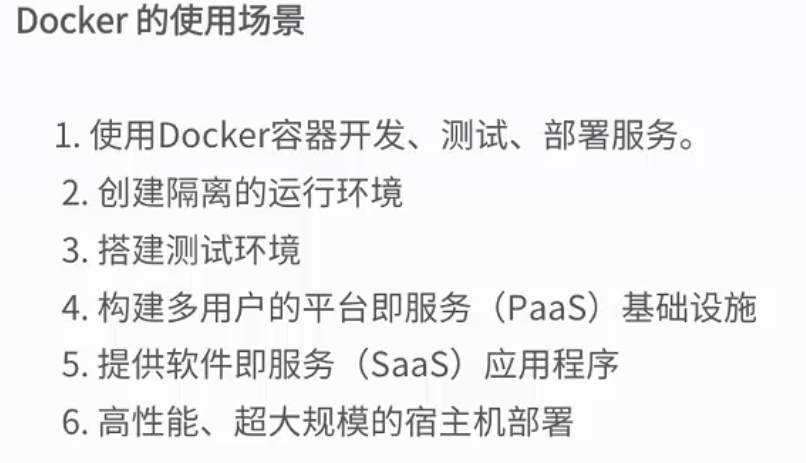 Docker 的使用场景
1. 使用Docker容器开发、测试、部署服务。
2. 创建隔离的运行环境
3. 搭建测试环境
4. 构建多用户的平台即服务（PaaS）基础设施
5. 提供软件即服务（SaaS）应用程序
6. 高性能、超大规模的宿主机部署